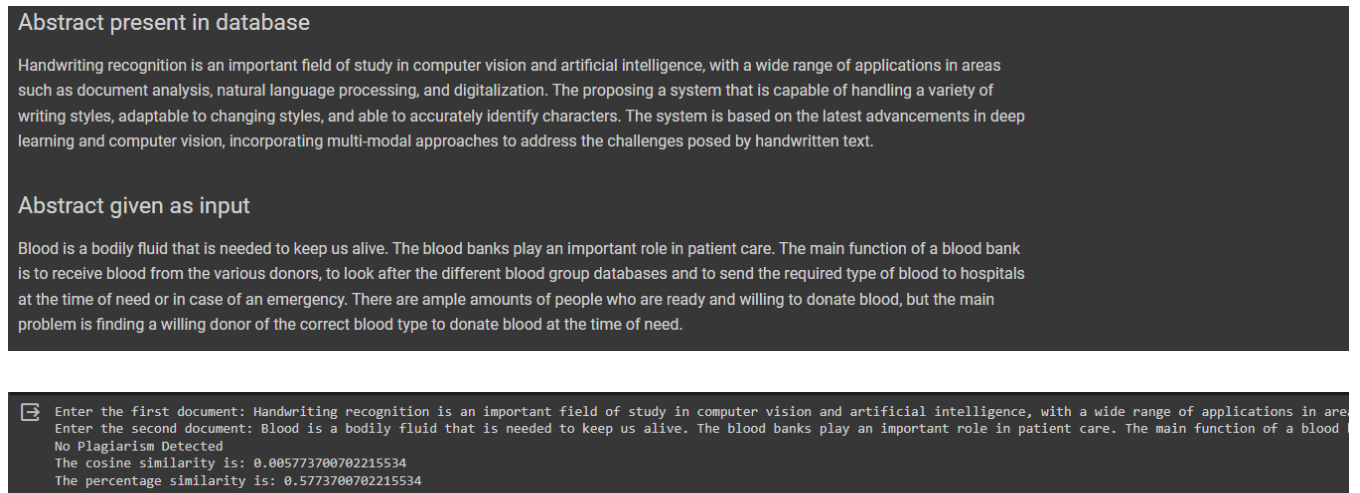 Abstract present in database
Handwriting recognition is an important field of study in computer vision and artificial intelligence, with a wide range of applications in areas
such as document analysis, natural language processing, and digitalization. The proposing a system that is capable of handling a variety of
writing styles, adaptable to changing styles, and able to accurately identify characters. The system is based on the latest advancements in deep
learning and computer vision, incorporating multi-modal approaches to address the challenges posed by handwritten text.
Abstract given as input
Blood is a bodily fluid that is needed to keep us alive. The blood banks play an important role in patient care. The main function of a blood bank
is to receive blood from the various donors, to look after the different blood group databases and to send the required type of blood to hospitals
at the time of need or in case of an emergency. There are ample amounts of people who are ready and willing to donate blood, but the main
problem is finding a willing donor of the correct blood type to donate blood at the time of need.
Enter the first document: Handwriting recognition is an important field of study in computer vision and artificial intelligence, with a wide range of applications in
Enter the second document: Blood is a bodily fluid that is needed to keep us alive. The blood banks play an important role in patient care. The main function of a blood
No Plagiarism Detected
The cosine similarity is: 0.005773700702215534
The percentage similarity is: 0.5773700702215534